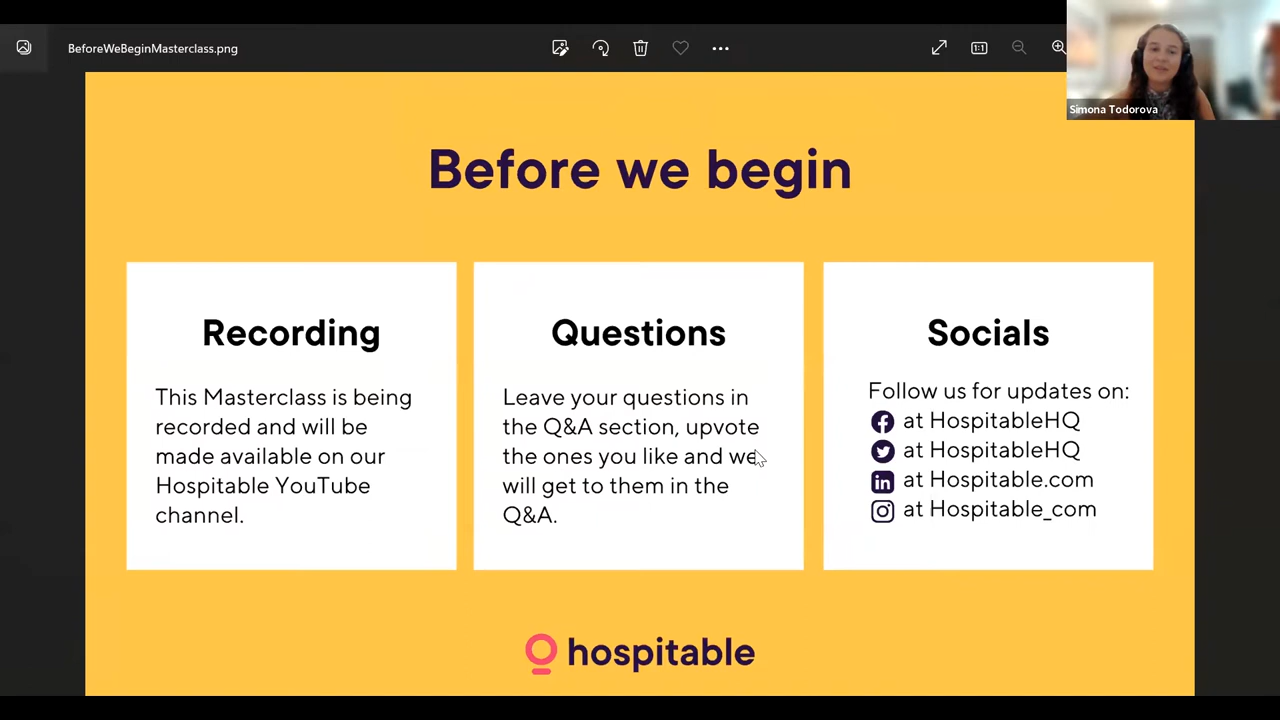 BeforeWeBeginMasterclass.png
Simona Todorova
Before we begin
Recording
This Masterclass is being
recorded and will be
made available on our
Hospitable YouTube
channel.
Questions
Leave your questions in
the Q&A section, upvote
the ones you like and we
will get to them in the
Q&A.
Socials
Follow us for updates on:
at HospitableHQ
at HospitableHQ
at Hospitable.com
at Hospitable_com
hospitable